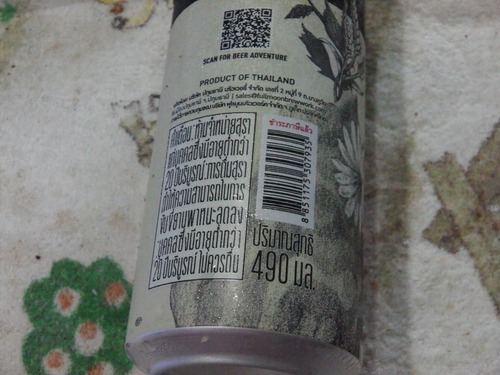 SCAN FOR BEER ADVENTURE
PRODUCT OF THAILAND
ชำระภาษีแล้ว
คำเตือน : ห้ามจำหน่ายสุรา
แก่บุคคลซึ่งมีอายุต่ำกว่า
20 ปีบริบูรณ์ การดื่มสุรา
ทำให้ความสามารถในการ
ขับขี่ยานพาหนะลดลง
บุคคลซึ่งมีอายุต่ำกว่า
20 ปีบริบูรณ์ ไม่ควรดื่ม
8 851175 307935
ปริมาณสุทธิ
490 มล.